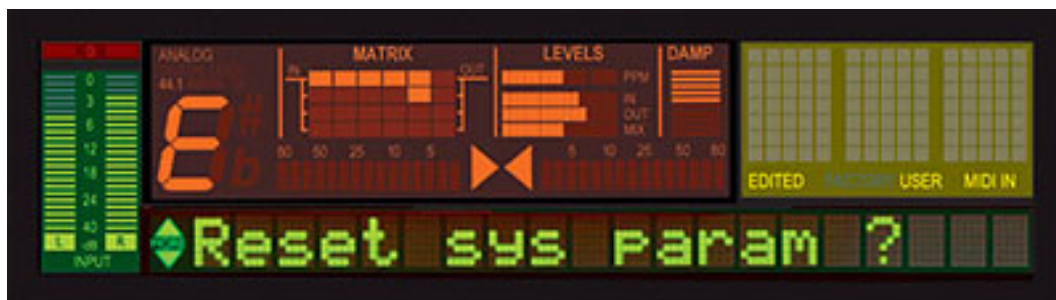 ANALOG
44.1
E
MATRIX
IN
OUT
LEVELS
PPM
IN
OUT
MIX
DAMP
80 50 25 10 5 5 10 25 50 80
0
3
6
12
18
24
40
dB
L R
INPUT
EDITED FACTORY USER MIDI IN
Reset sys param ?